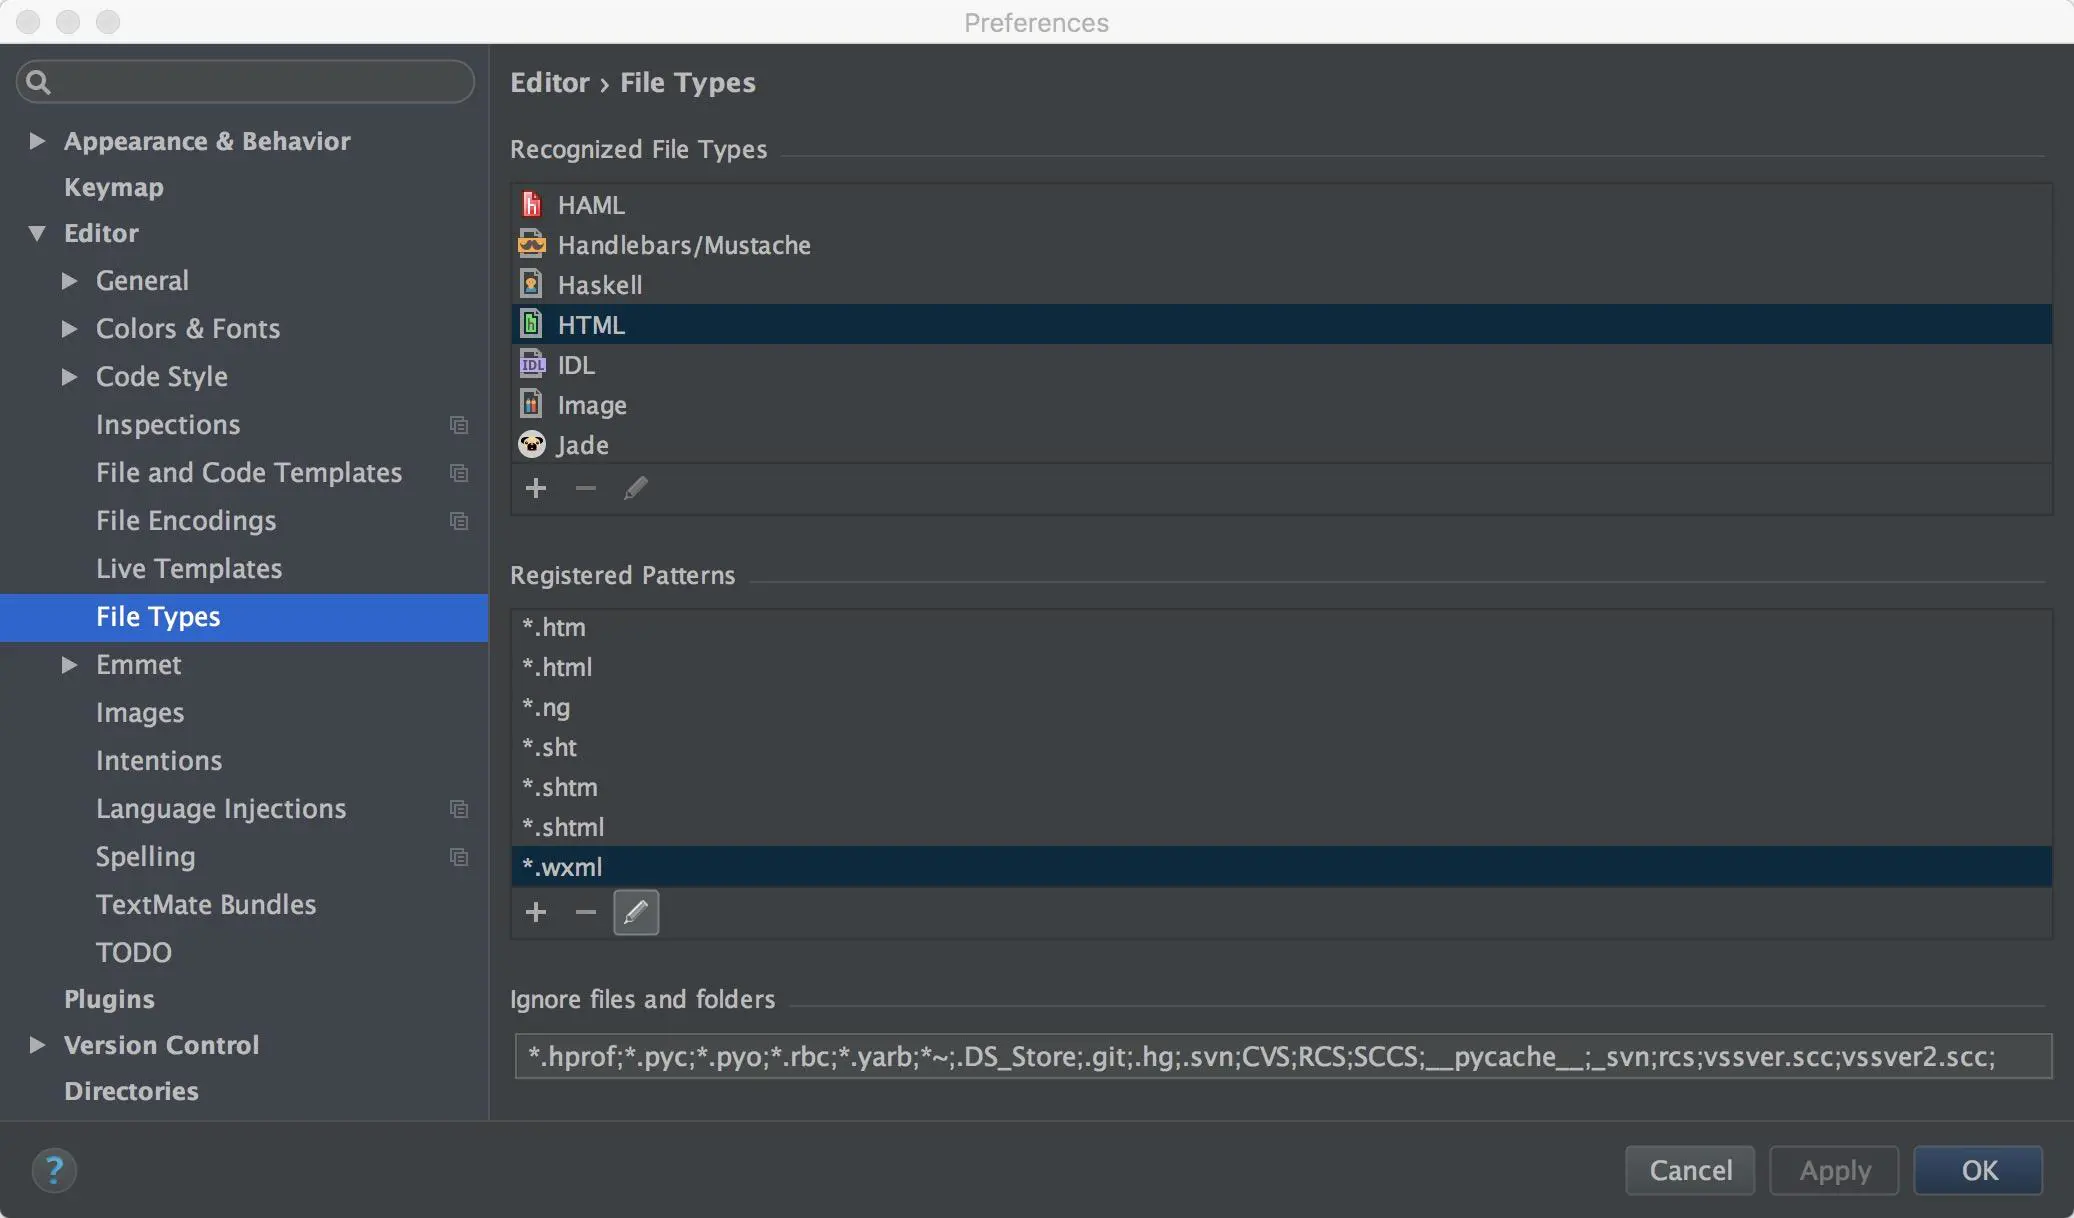 Preferences
Appearance & Behavior
Keymap
Editor
General
Colors & Fonts
Code Style
Inspections
File and Code Templates
File Encodings
Live Templates
File Types
Emmet
Images
Intentions
Language Injections
Spelling
TextMate Bundles
TODO
Plugins
Version Control
Directories
Editor › File Types
Recognized File Types
HAML
Handlebars/Mustache
Haskell
HTML
IDL IDL
Image
Jade
Registered Patterns
*.htm
*.html
*.ng
*.sht
*.shtm
*.shtml
*.wxml
Ignore files and folders
*.hprof;*.pyc;*.pyo;*.rbc;*.yarb;*~;.DS_Store;.git;.hg;.svn;CVS;RCS;SCCS;__pycache__;_svn;rcs;vssver.scc;vssver2.scc;
? Cancel Apply OK